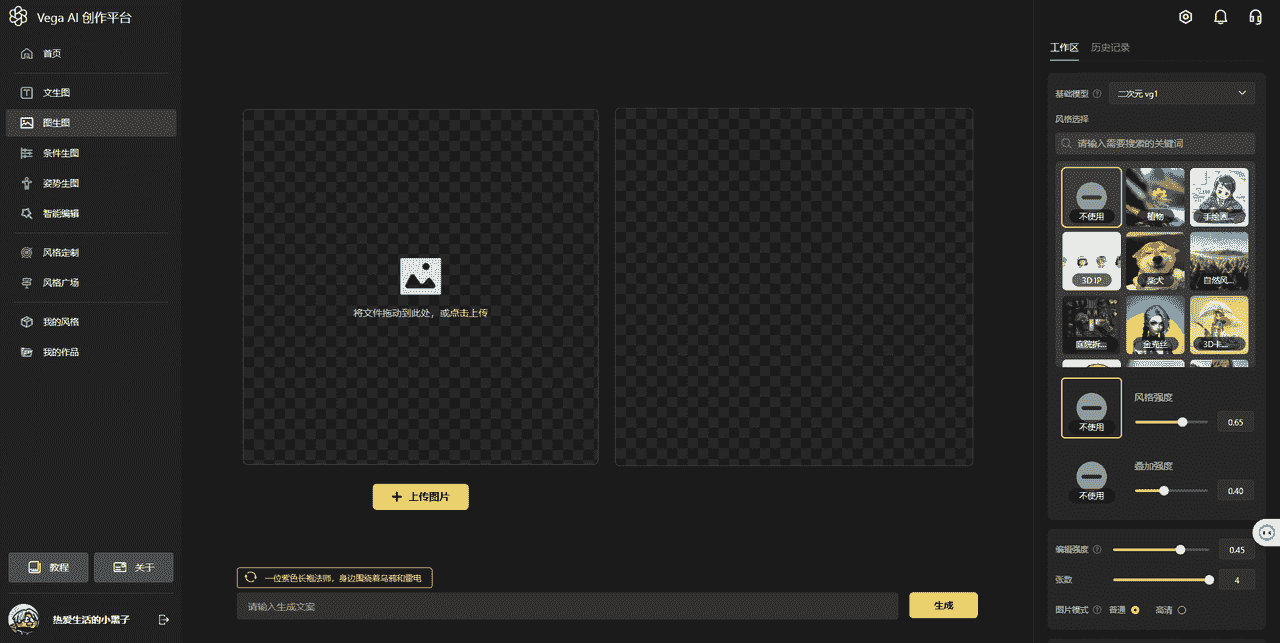 Vega AI 创作平台
首页
文生图
图生图
条件生图
姿势生图
智能编辑
风格定制
风格广场
我的风格
我的作品
教程
关于
热爱生活的小黑子
将文件拖动到此处，或点击上传
上传图片
一位紫色长袍法师，身边围绕着乌鸦和雷电
请输入生成文案
生成
工作区 历史记录
基础模型 二次元 vg1
风格选择
请输入需要搜索的关键词
不使用 植物 手绘素...
3D IP 柴犬 自然风...
庭院拆... 金克丝 3D卡...
不使用 风格强度 0.65
不使用 叠加强度 0.40
编辑强度 0.45
张数 4
图片模式 普通 高清